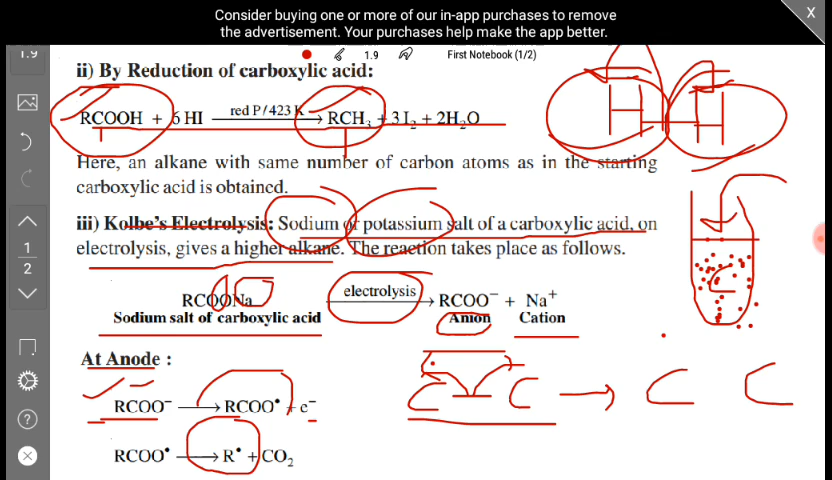 Consider buying one or more of our in-app purchases to remove
the advertisement. Your purchases help make the app better.
X
1.9
1.9
First Notebook (1/2)
ii) By Reduction of carboxylic acid:
RCOOH + 6 HI red P/423 K → RCH₃ + 3 I₂ + 2H₂O
Here, an alkane with same number of carbon atoms as in the starting
carboxylic acid is obtained.
iii) Kolbe's Electrolysis: Sodium or potassium salt of a carboxylic acid, on
electrolysis, gives a higher alkane. The reaction takes place as follows.
RCOONa electrolysis → RCOO⁻ + Na⁺
Sodium salt of carboxylic acid Anion Cation
At Anode :
RCOO⁻ → RCOO• + e⁻
RCOO• → R• + CO₂
H H
C C → C C
C
1
2